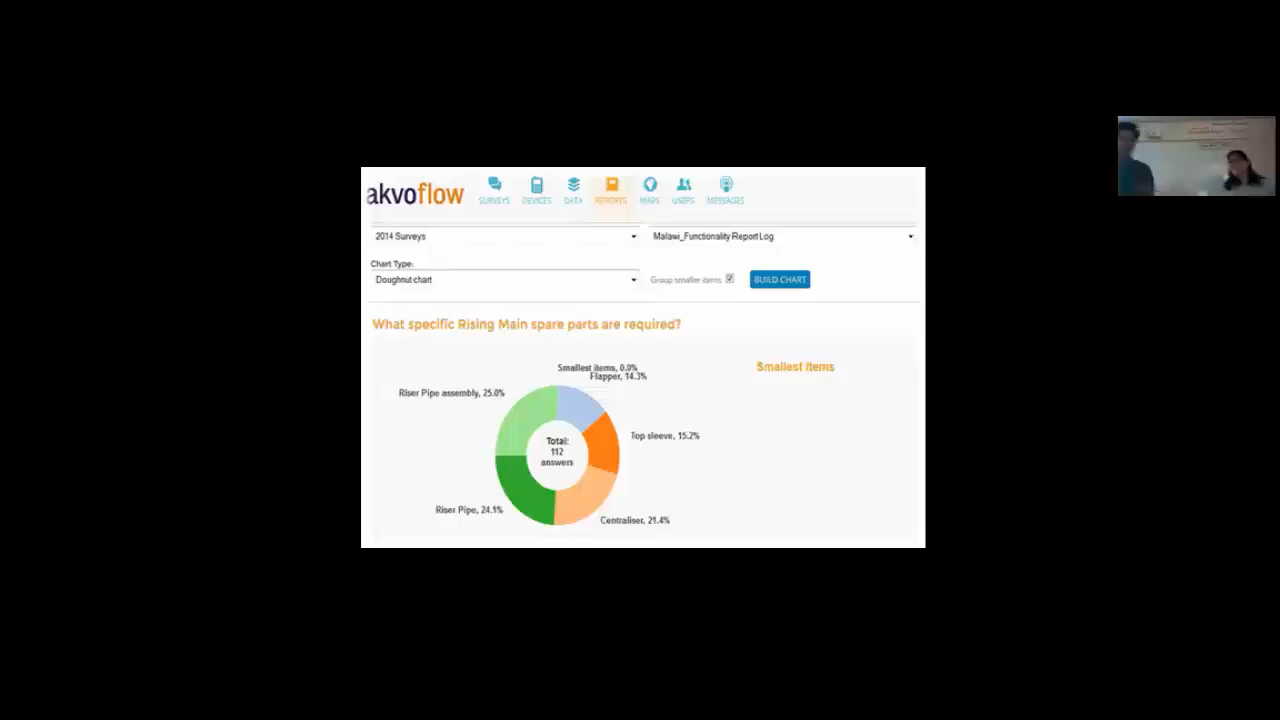 akvoflow
SURVEYS DEVICES DATA REPORTS MAPS USERS MESSAGES
2014 Surveys Malawi_Functionality Report Log
Chart Type:
Doughnut chart Group smaller items BUILD CHART
What specific Rising Main spare parts are required?
Smallest items
Smallest items, 0.0%
Flapper, 14.3%
Riser Pipe assembly, 25.0%
Top sleeve, 15.2%
Total:
112
answers
Riser Pipe, 24.1%
Centraliser, 21.4%